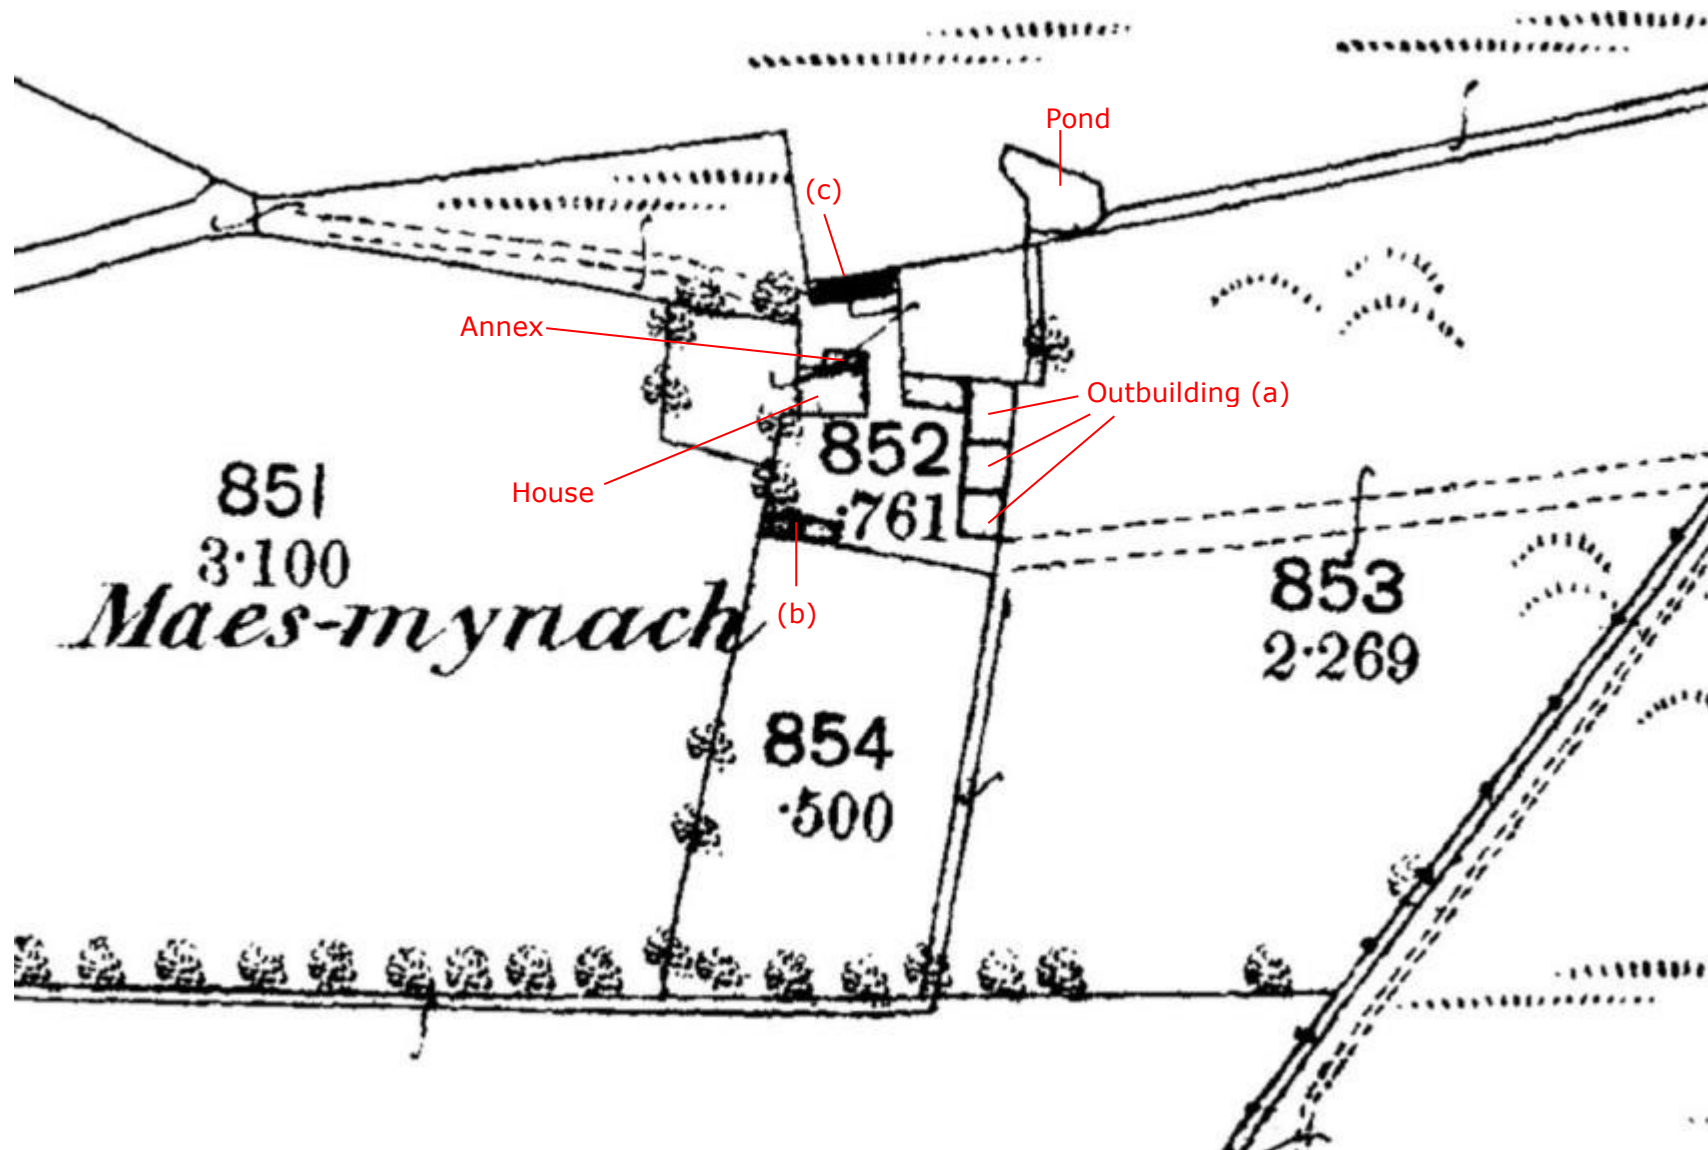 Pond
(c)
Annex
Outbuilding (a)
852
·761
House
851
3·100
Maes-mynach
(b)
853
2·269
854
·500